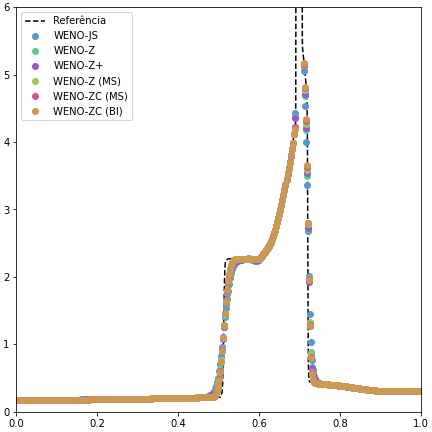 6
5
4
3
2
1
0
Referência
WENO-JS
WENO-Z
WENO-Z+
WENO-Z (MS)
WENO-ZC (MS)
WENO-ZC (BI)
0.0 0.2 0.4 0.6 0.8 1.0